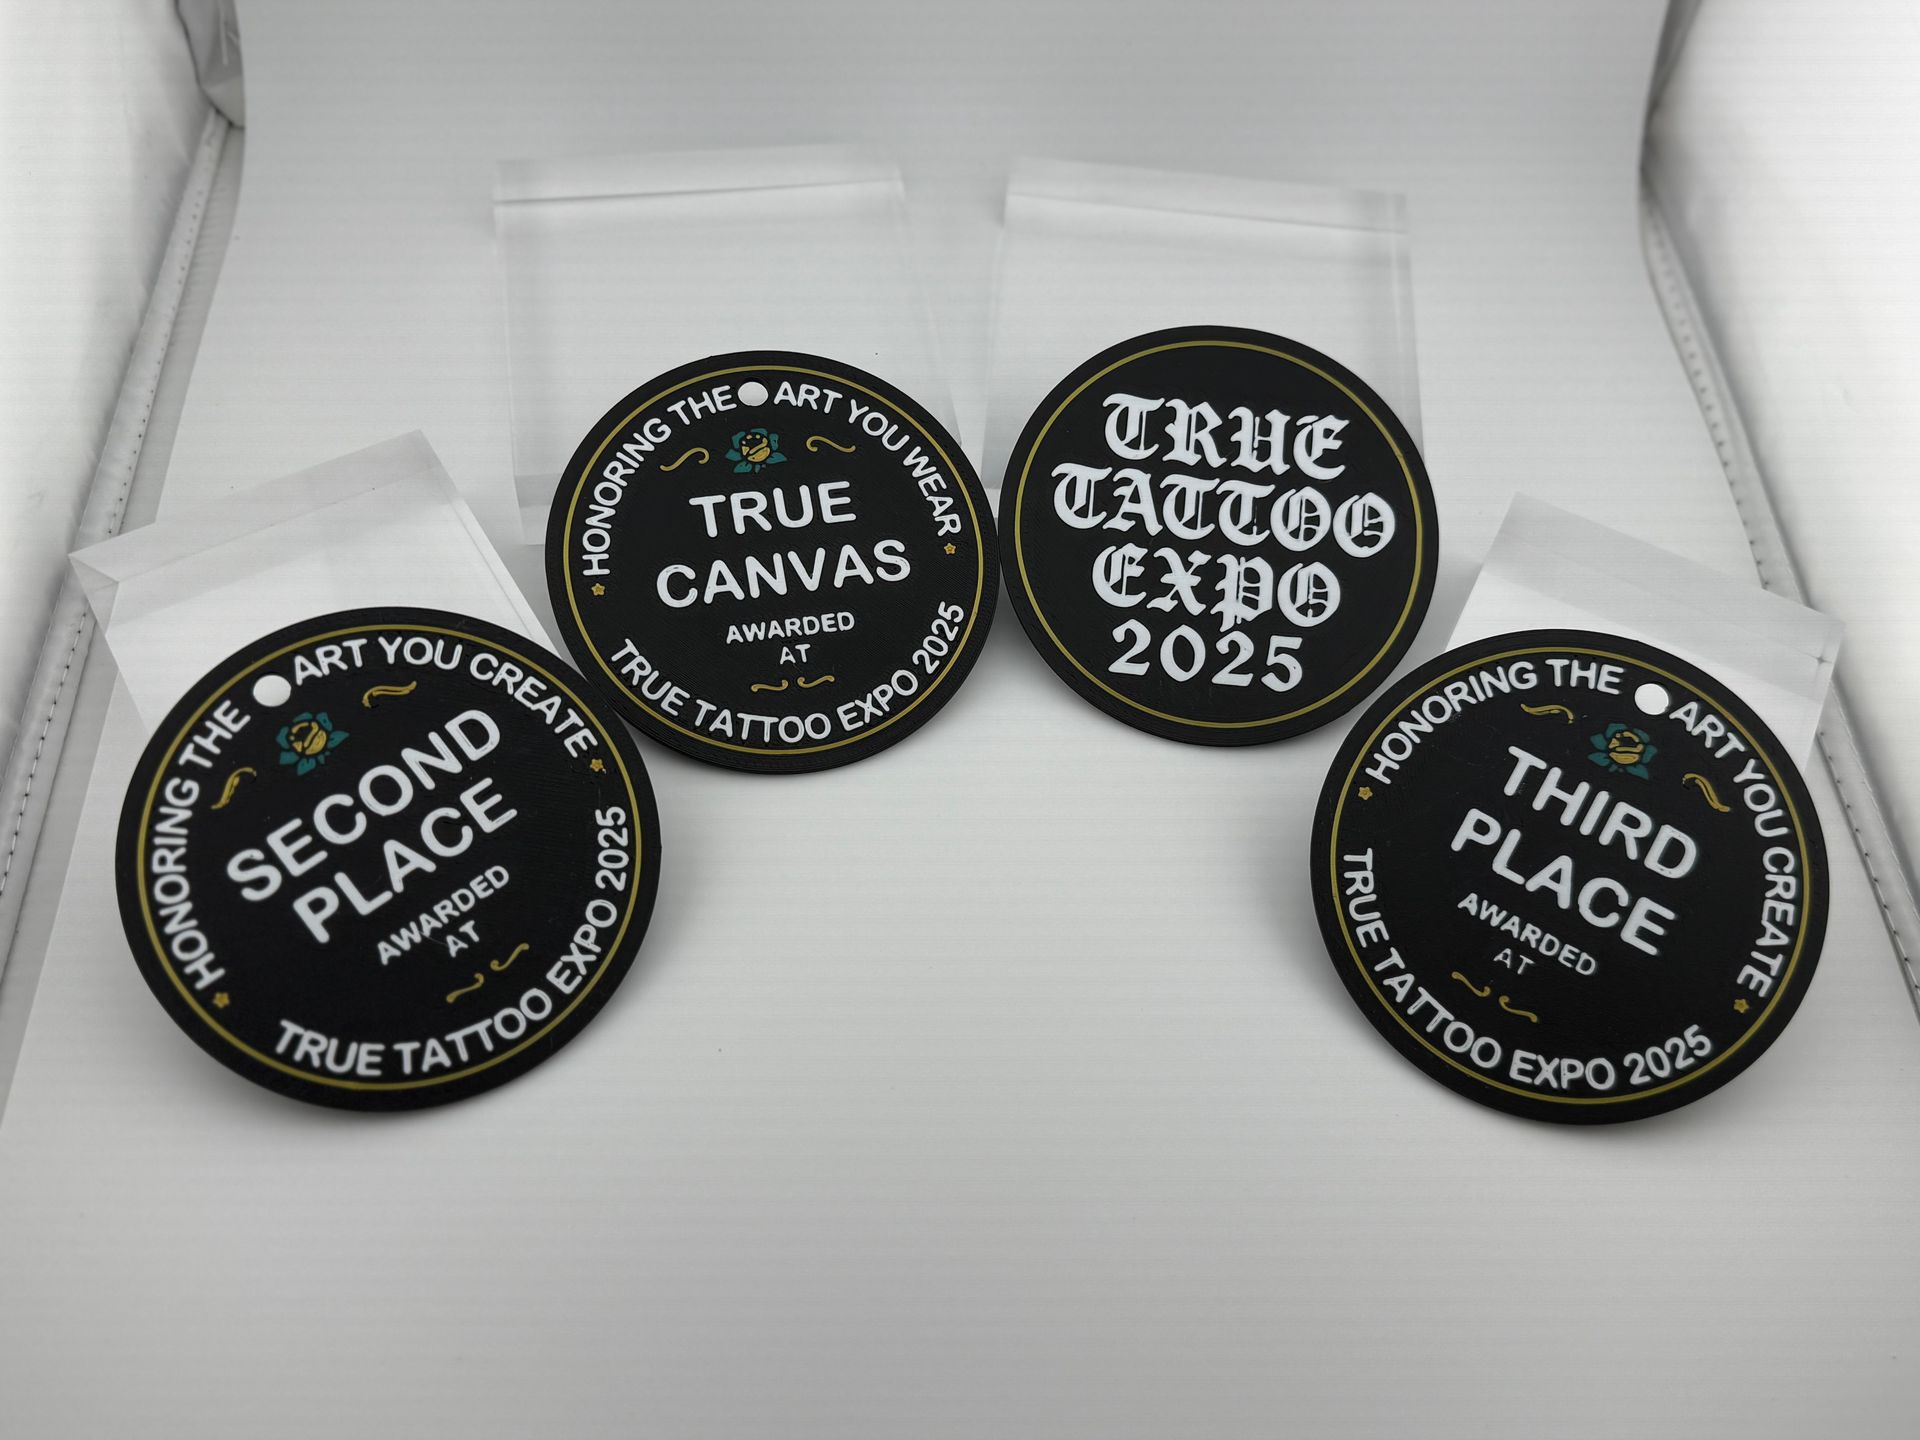 HONORING THE ART YOU CREATE
SECOND
PLACE
AWARDED
AT
TRUE TATTOO EXPO 2025
HONORING THE ART YOU WEAR
TRUE
CANVAS
AWARDED
AT
TRUE TATTOO EXPO 2025
TRUE
TATTOO
EXPO
2025
HONORING THE ART YOU CREATE
THIRD
PLACE
AWARDED
AT
TRUE TATTOO EXPO 2025